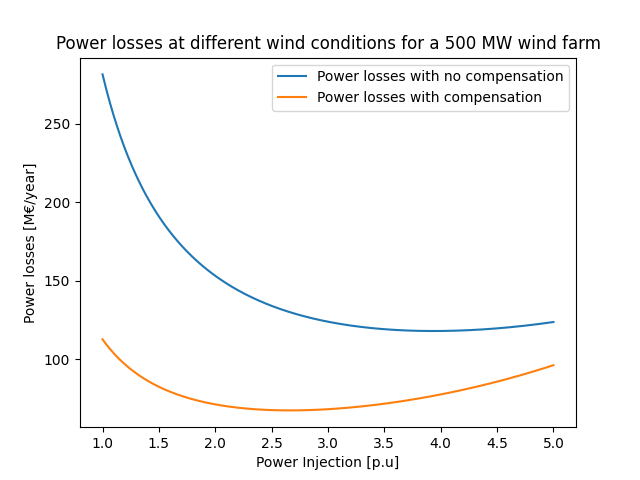 Power losses at different wind conditions for a 500 MW wind farm
Power losses with no compensation
Power losses with compensation
Power losses [M€/year]
250
200
150
100
1.0 1.5 2.0 2.5 3.0 3.5 4.0 4.5 5.0
Power Injection [p.u]